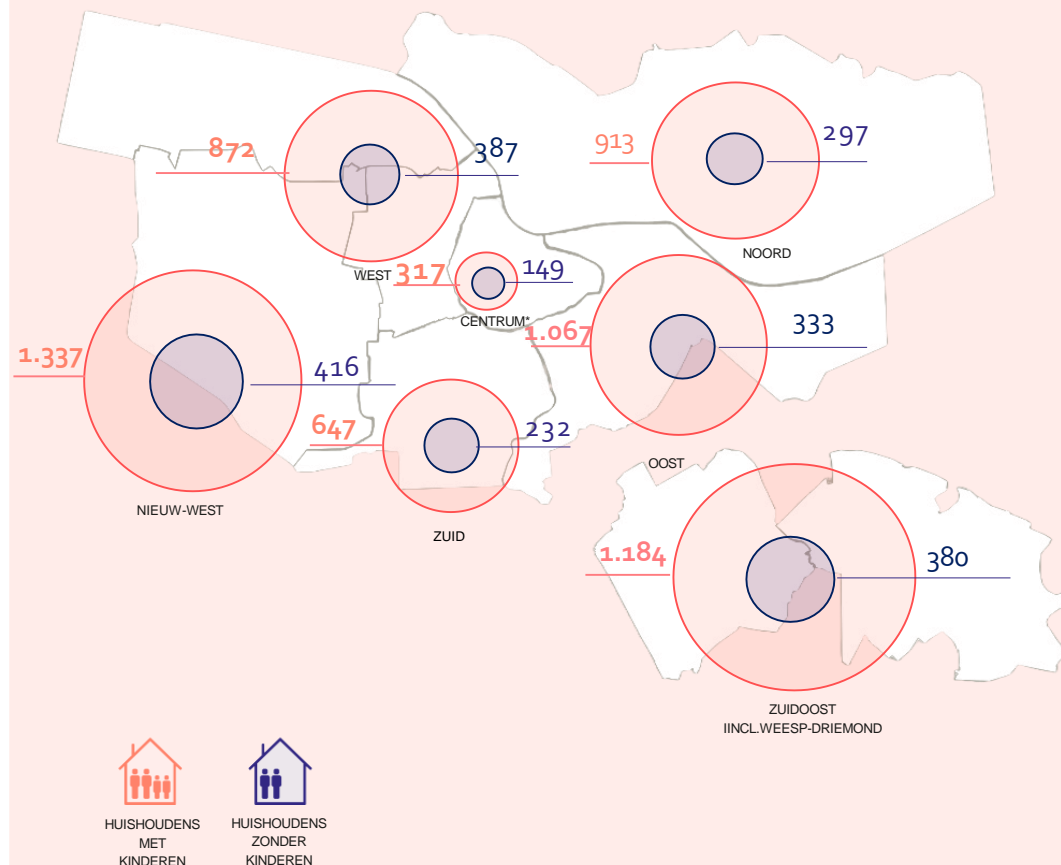 872
387
913
297
NOORD
WEST
317
149
CENTRUM*
1.067
333
1.337
416
647
232
OOST
NIEUW-WEST
ZUID
1.184
380
ZUIDOOST
IINCL.WEESP-DRIEMOND
HUISHOUDENS
MET
KINDEREN
HUISHOUDENS
ZONDER
KINDEREN